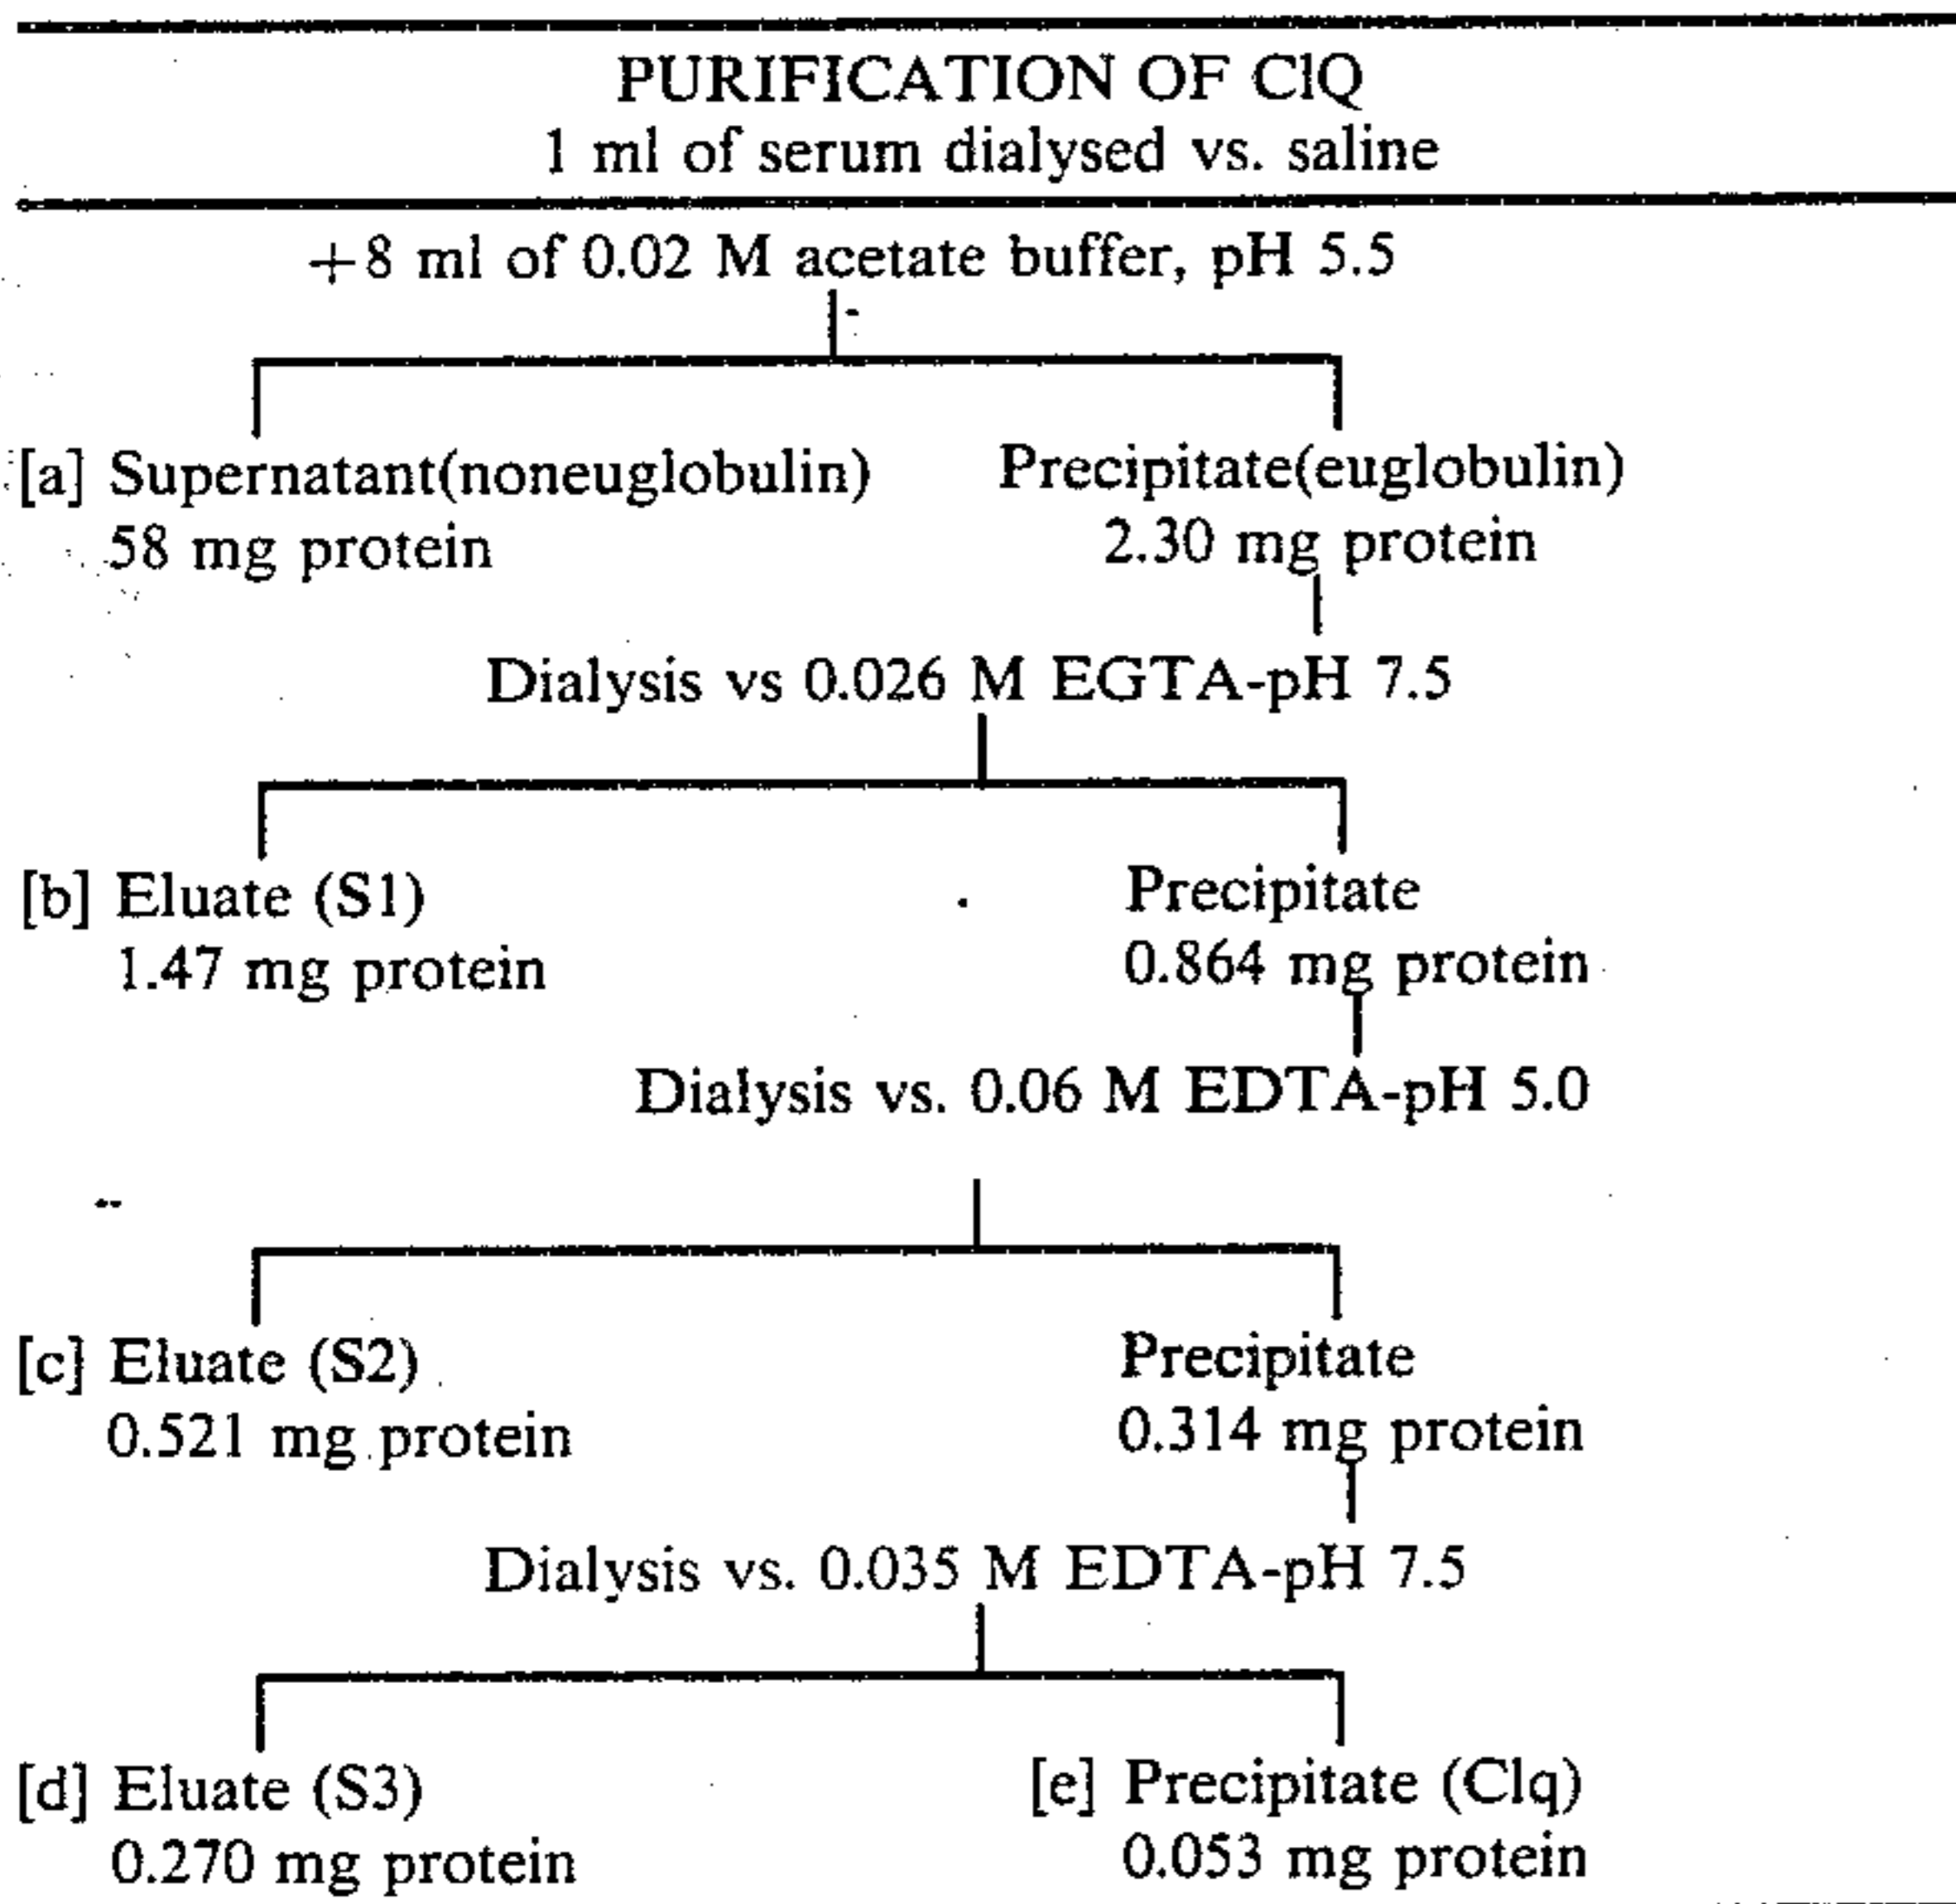 PURIFICATION OF ClQ
1 ml of serum dialysed vs. saline
+8 ml of 0.02 M acetate buffer, pH 5.5
[a] Supernatant(noneuglobulin)
58 mg protein
Precipitate(euglobulin)
2.30 mg protein
Dialysis vs 0.026 M EGTA-pH 7.5
[b] Eluate (S1)
1.47 mg protein
Precipitate
0.864 mg protein
Dialysis vs. 0.06 M EDTA-pH 5.0
[c] Eluate (S2)
0.521 mg protein
Precipitate
0.314 mg protein
Dialysis vs. 0.035 M EDTA-pH 7.5
[d] Eluate (S3)
0.270 mg protein
[e] Precipitate (Clq)
0.053 mg protein